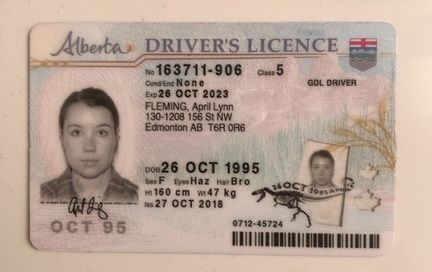 Alberta DRIVER'S LICENCE
No 163711-906 Class 5
GDL DRIVER
Cond/End None
Exp 26 OCT 2023
FLEMING, April Lynn
130-1208 156 St NW
Edmonton AB T6R 0R6
DOB 26 OCT 1995
Sex F Eyes Haz Hair Bro
Ht 160 cm Wt 47 kg
Iss 27 OCT 2018
26 OCT 1995
OCT 95
0712-45724